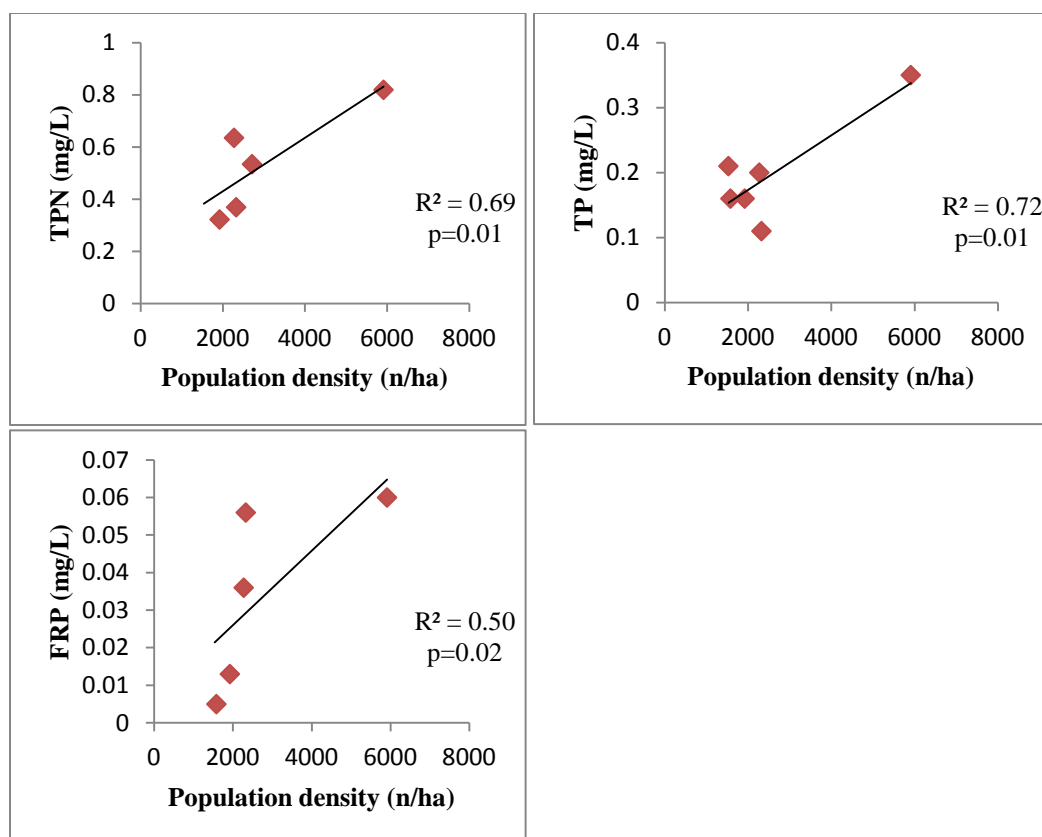 1
0.8
0.6
0.4
0.2
0
TPN (mg/L)
R² = 0.69
p=0.01
0 2000 4000 6000 8000
Population density (n/ha)
0.4
0.3
0.2
0.1
0
TP (mg/L)
R² = 0.72
p=0.01
0 2000 4000 6000 8000
Population density (n/ha)
0.07
0.06
0.05
0.04
0.03
0.02
0.01
0
FRP (mg/L)
R² = 0.50
p=0.02
0 2000 4000 6000 8000
Population density (n/ha)